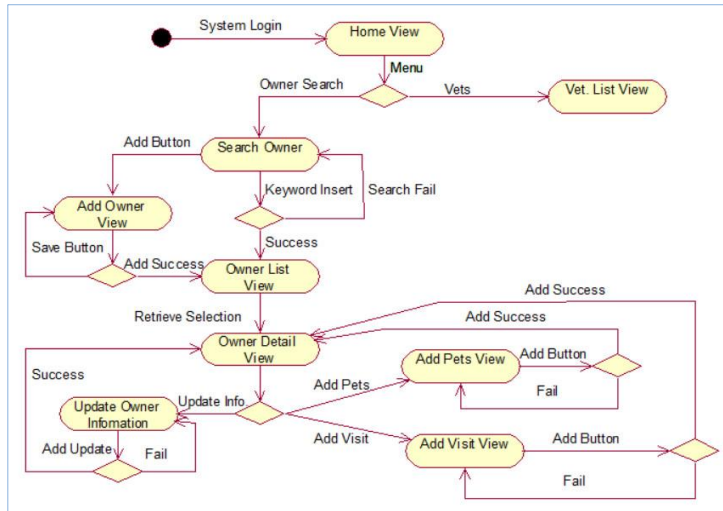 System Login
Home View
Menu
Owner Search
Vets
Vet. List View
Add Button
Search Owner
Keyword Insert
Search Fail
Add Owner
View
Save Button
Add Success
Success
Owner List
View
Retrieve Selection
Add Success
Add Success
Owner Detail
View
Success
Add Pets
Add Pets View
Add Button
Fail
Update Info.
Update Owner
Infomation
Add Update
Fail
Add Visit
Add Visit View
Add Button
Fail